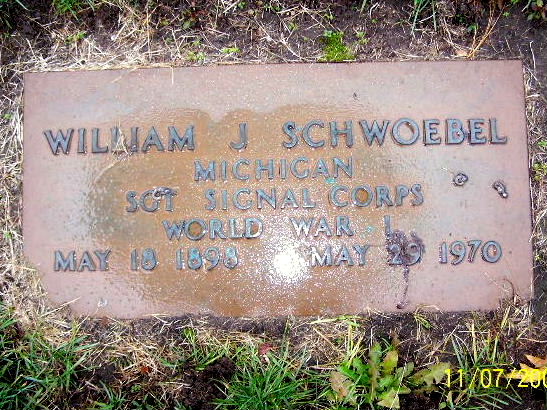 WILLIAM J SCHWOEBEL
MICHIGAN
SGT SIGNAL CORPS
WORLD WAR I
MAY 18 1898 MAY 29 1970